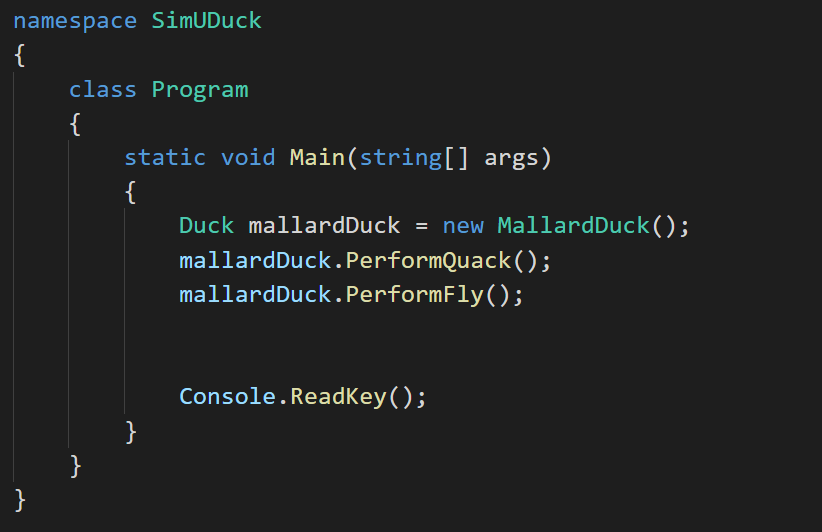 namespace SimUDuck
{
    class Program
    {
        static void Main(string[] args)
        {
            Duck mallardDuck = new MallardDuck();
            mallardDuck.PerformQuack();
            mallardDuck.PerformFly();
            Console.ReadKey();
        }
    }
}